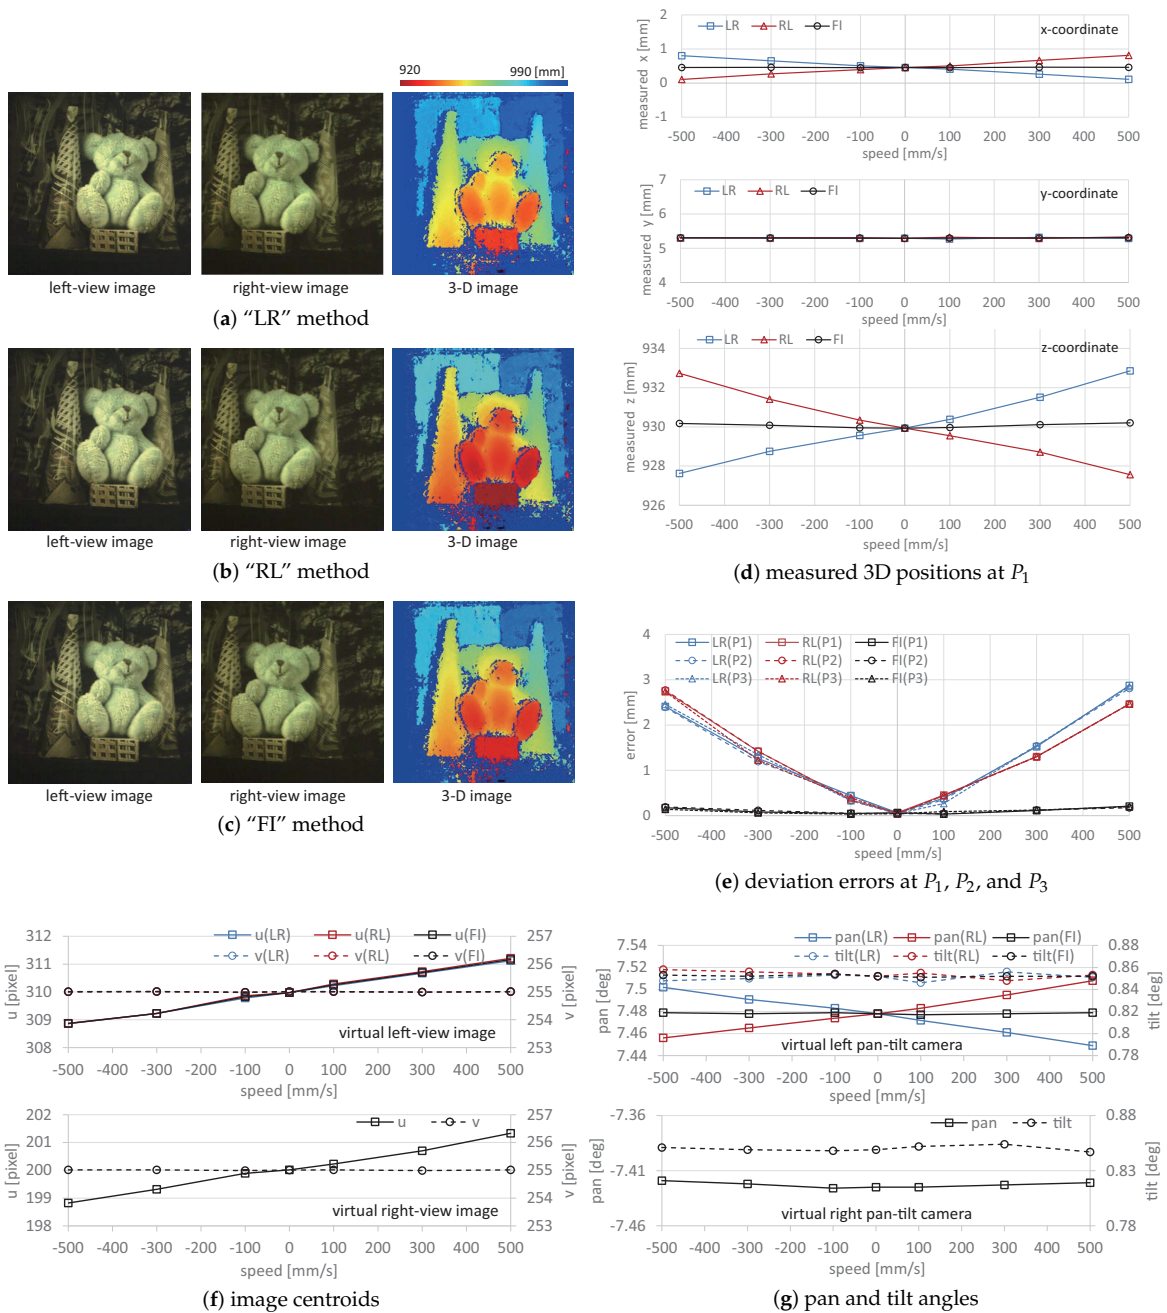 920 990 [mm]
left-view image right-view image 3-D image
(a) “LR” method
left-view image right-view image 3-D image
(b) “RL” method
left-view image right-view image 3-D image
(c) “FI” method
LR RL FI
x-coordinate
measured x [mm]
2
1
0
-1
-500 -400 -300 -200 -100 0 100 200 300 400 500
speed [mm/s]
LR RL FI
y-coordinate
measured y [mm]
7
6
5
4
-500 -400 -300 -200 -100 0 100 200 300 400 500
speed [mm/s]
LR RL FI
z-coordinate
measured z [mm]
934
932
930
928
926
-500 -400 -300 -200 -100 0 100 200 300 400 500
speed [mm/s]
(d) measured 3D positions at P1
LR(P1) RL(P1) FI(P1)
LR(P2) RL(P2) FI(P2)
LR(P3) RL(P3) FI(P3)
error [mm]
4
3
2
1
0
-500 -400 -300 -200 -100 0 100 200 300 400 500
speed [mm/s]
(e) deviation errors at P1, P2, and P3
u(LR) u(RL) u(FI)
v(LR) v(RL) v(FI)
u [pixel]
312
311
310
309
308
v [pixel]
257
256
255
254
253
virtual left-view image
-500 -400 -300 -200 -100 0 100 200 300 400 500
speed [mm/s]
u v
u [pixel]
202
201
200
199
198
v [pixel]
257
256
255
254
253
virtual right-view image
-500 -400 -300 -200 -100 0 100 200 300 400 500
speed [mm/s]
(f) image centroids
pan(LR) pan(RL) pan(FI)
tilt(LR) tilt(RL) tilt(FI)
pan [deg]
7.54
7.52
7.5
7.48
7.46
7.44
tilt [deg]
0.88
0.86
0.84
0.82
0.8
0.78
virtual left pan-tilt camera
-500 -400 -300 -200 -100 0 100 200 300 400 500
speed [mm/s]
pan tilt
pan [deg]
-7.36
-7.41
-7.46
tilt [deg]
0.88
0.83
0.78
virtual right pan-tilt camera
-500 -400 -300 -200 -100 0 100 200 300 400 500
speed [mm/s]
(g) pan and tilt angles